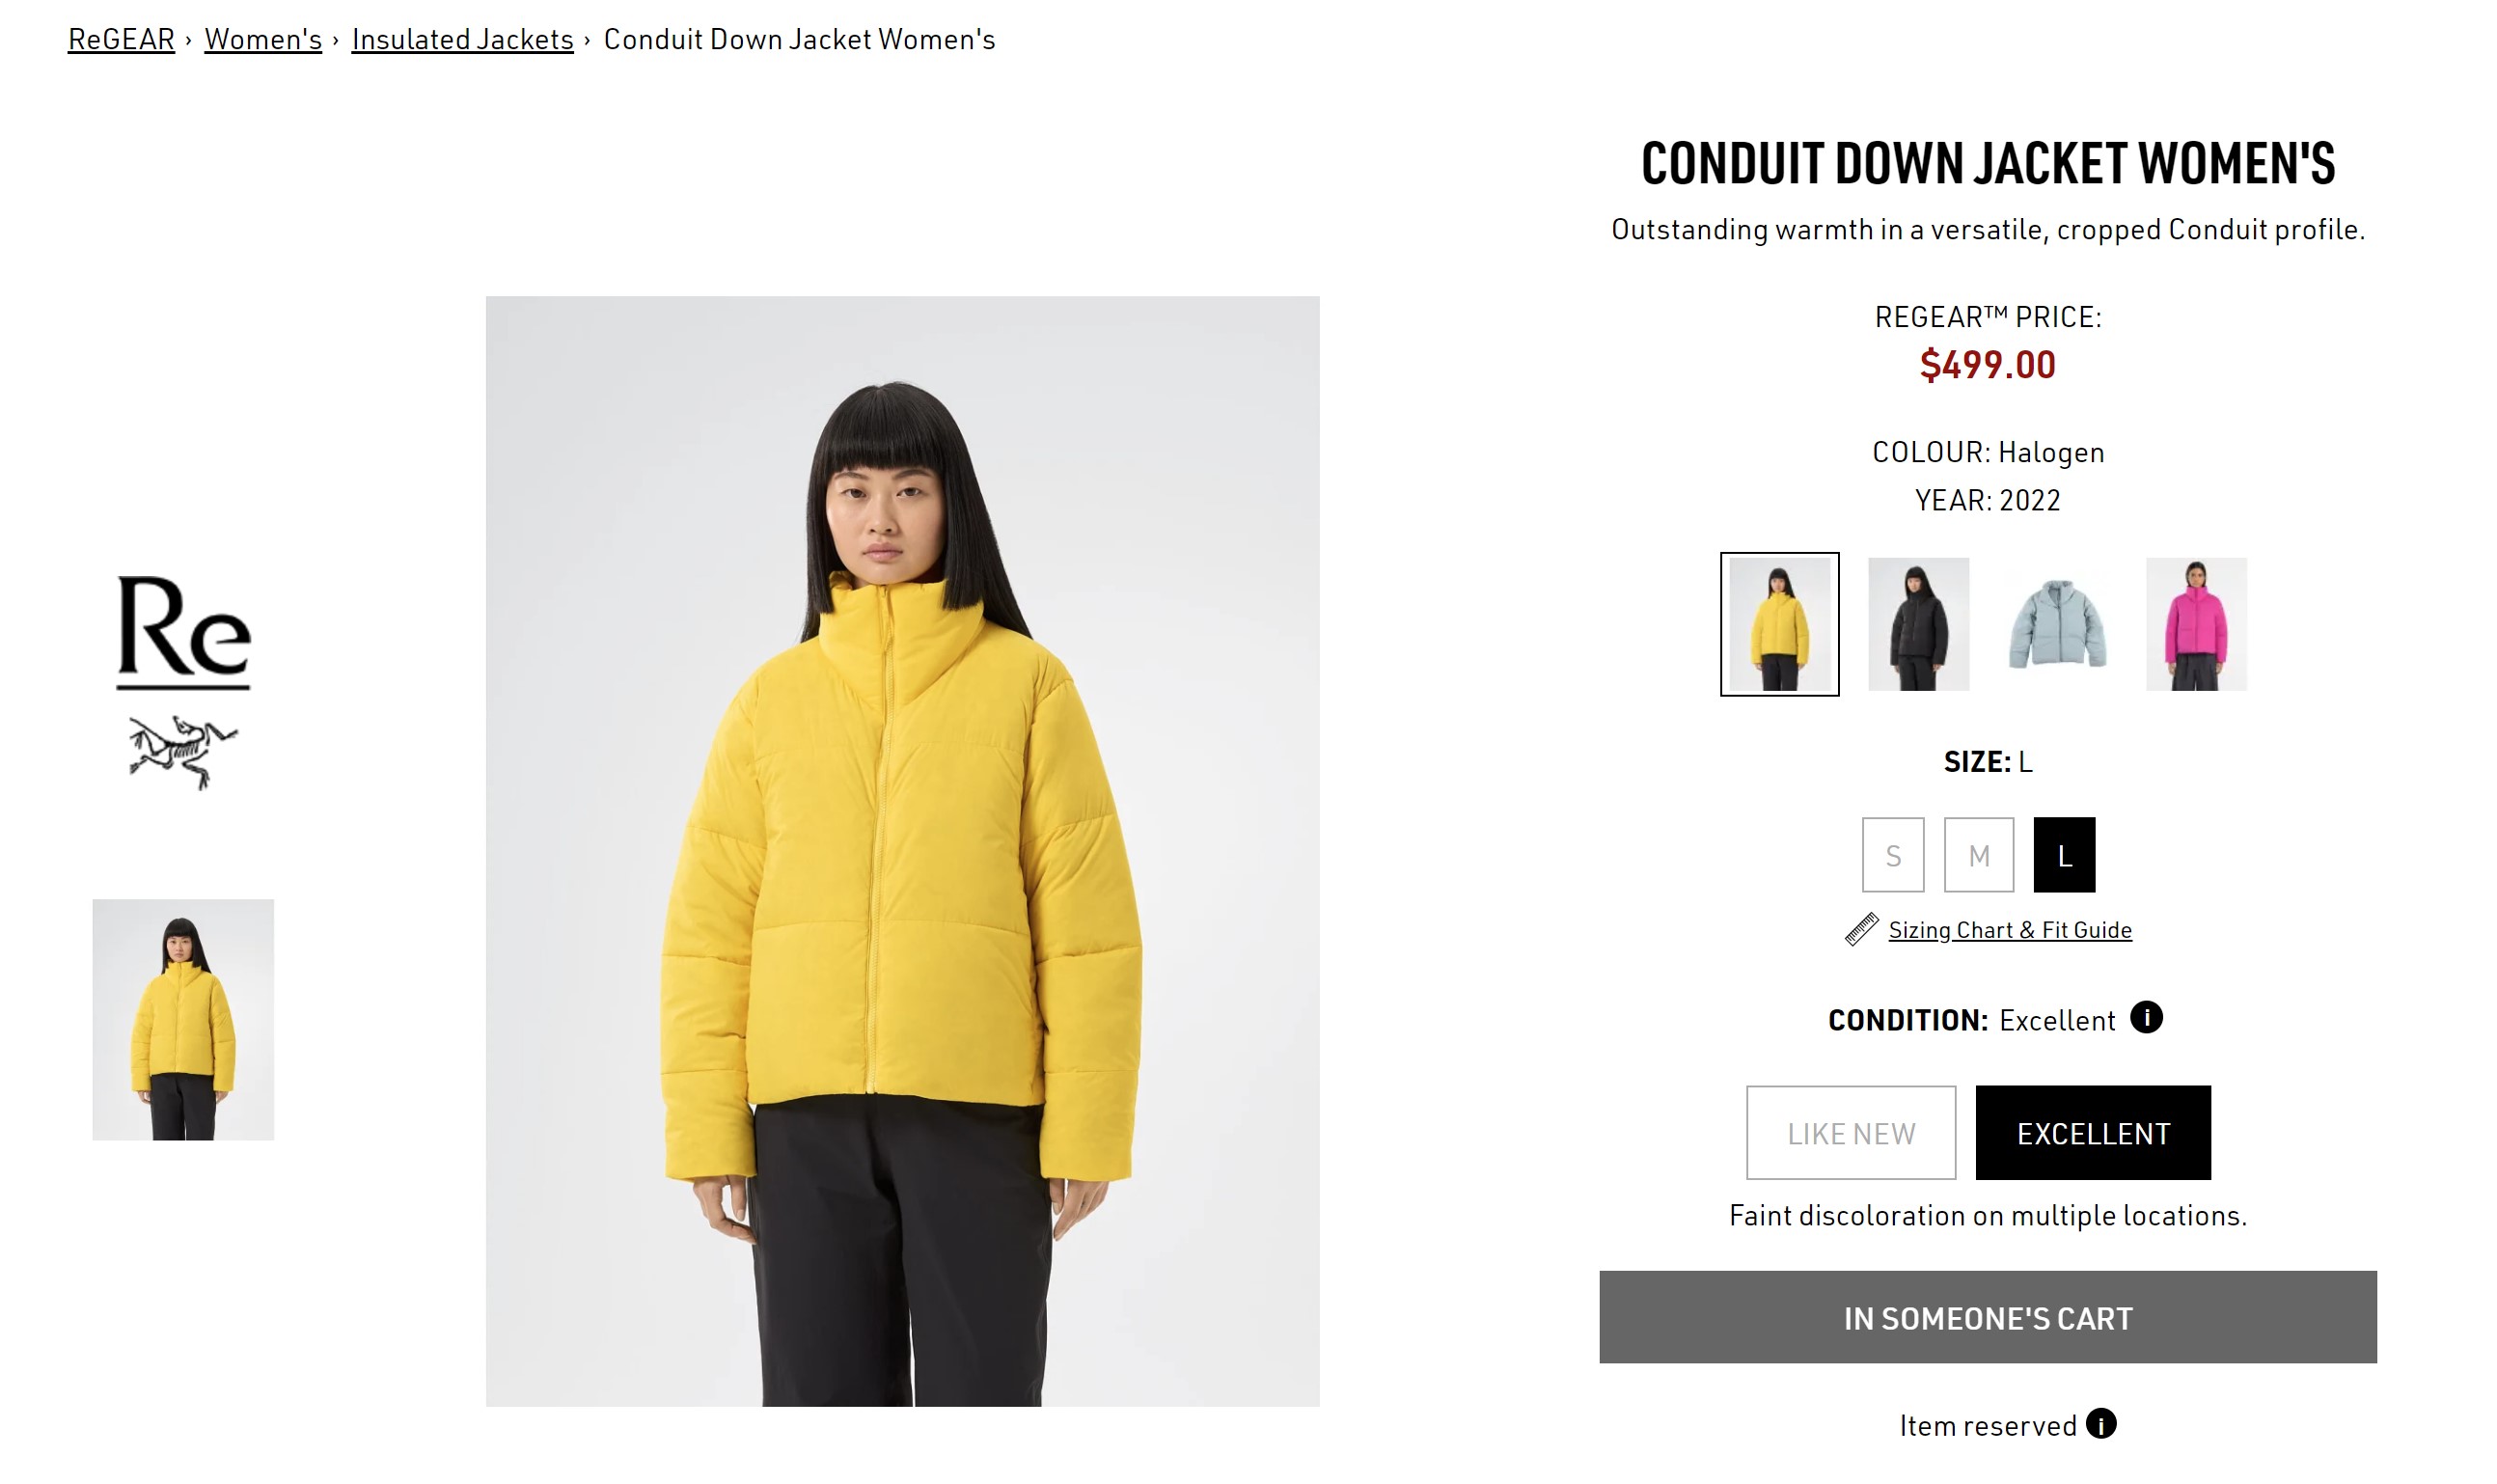 ReGEAR › Women's › Insulated Jackets › Conduit Down Jacket Women's
CONDUIT DOWN JACKET WOMEN'S
Outstanding warmth in a versatile, cropped Conduit profile.
REGEAR™ PRICE:
$499.00
COLOUR: Halogen
YEAR: 2022
Re
SIZE: L
S M L
Sizing Chart & Fit Guide
CONDITION: Excellent i
LIKE NEW EXCELLENT
Faint discoloration on multiple locations.
IN SOMEONE'S CART
Item reserved i